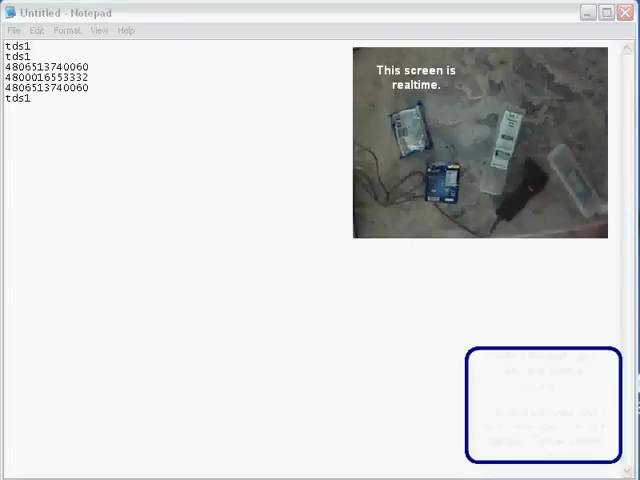 Untitled - Notepad
File Edit Format View Help
tds1
tds1
4806513740060
4800016553332
4806513740060
tds1
This screen is
realtime.